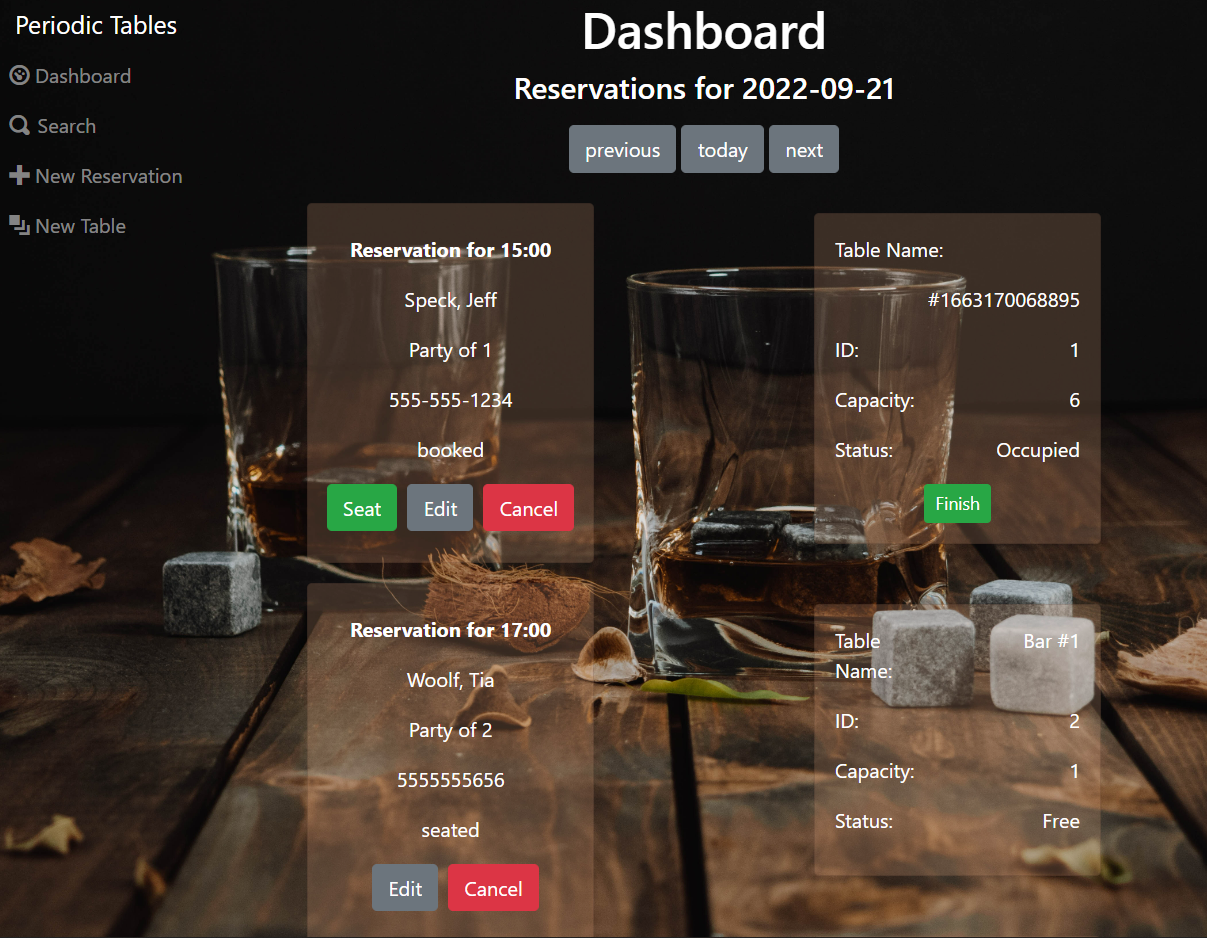 Periodic Tables
Dashboard
Search
New Reservation
New Table
Dashboard
Reservations for 2022-09-21
previous today next
Reservation for 15:00
Speck, Jeff
Party of 1
555-555-1234
booked
Seat Edit Cancel
Reservation for 17:00
Woolf, Tia
Party of 2
5555555656
seated
Edit Cancel
Table Name:
#1663170068895
ID: 1
Capacity: 6
Status: Occupied
Finish
Table Bar #1
Name:
ID: 2
Capacity: 1
Status: Free